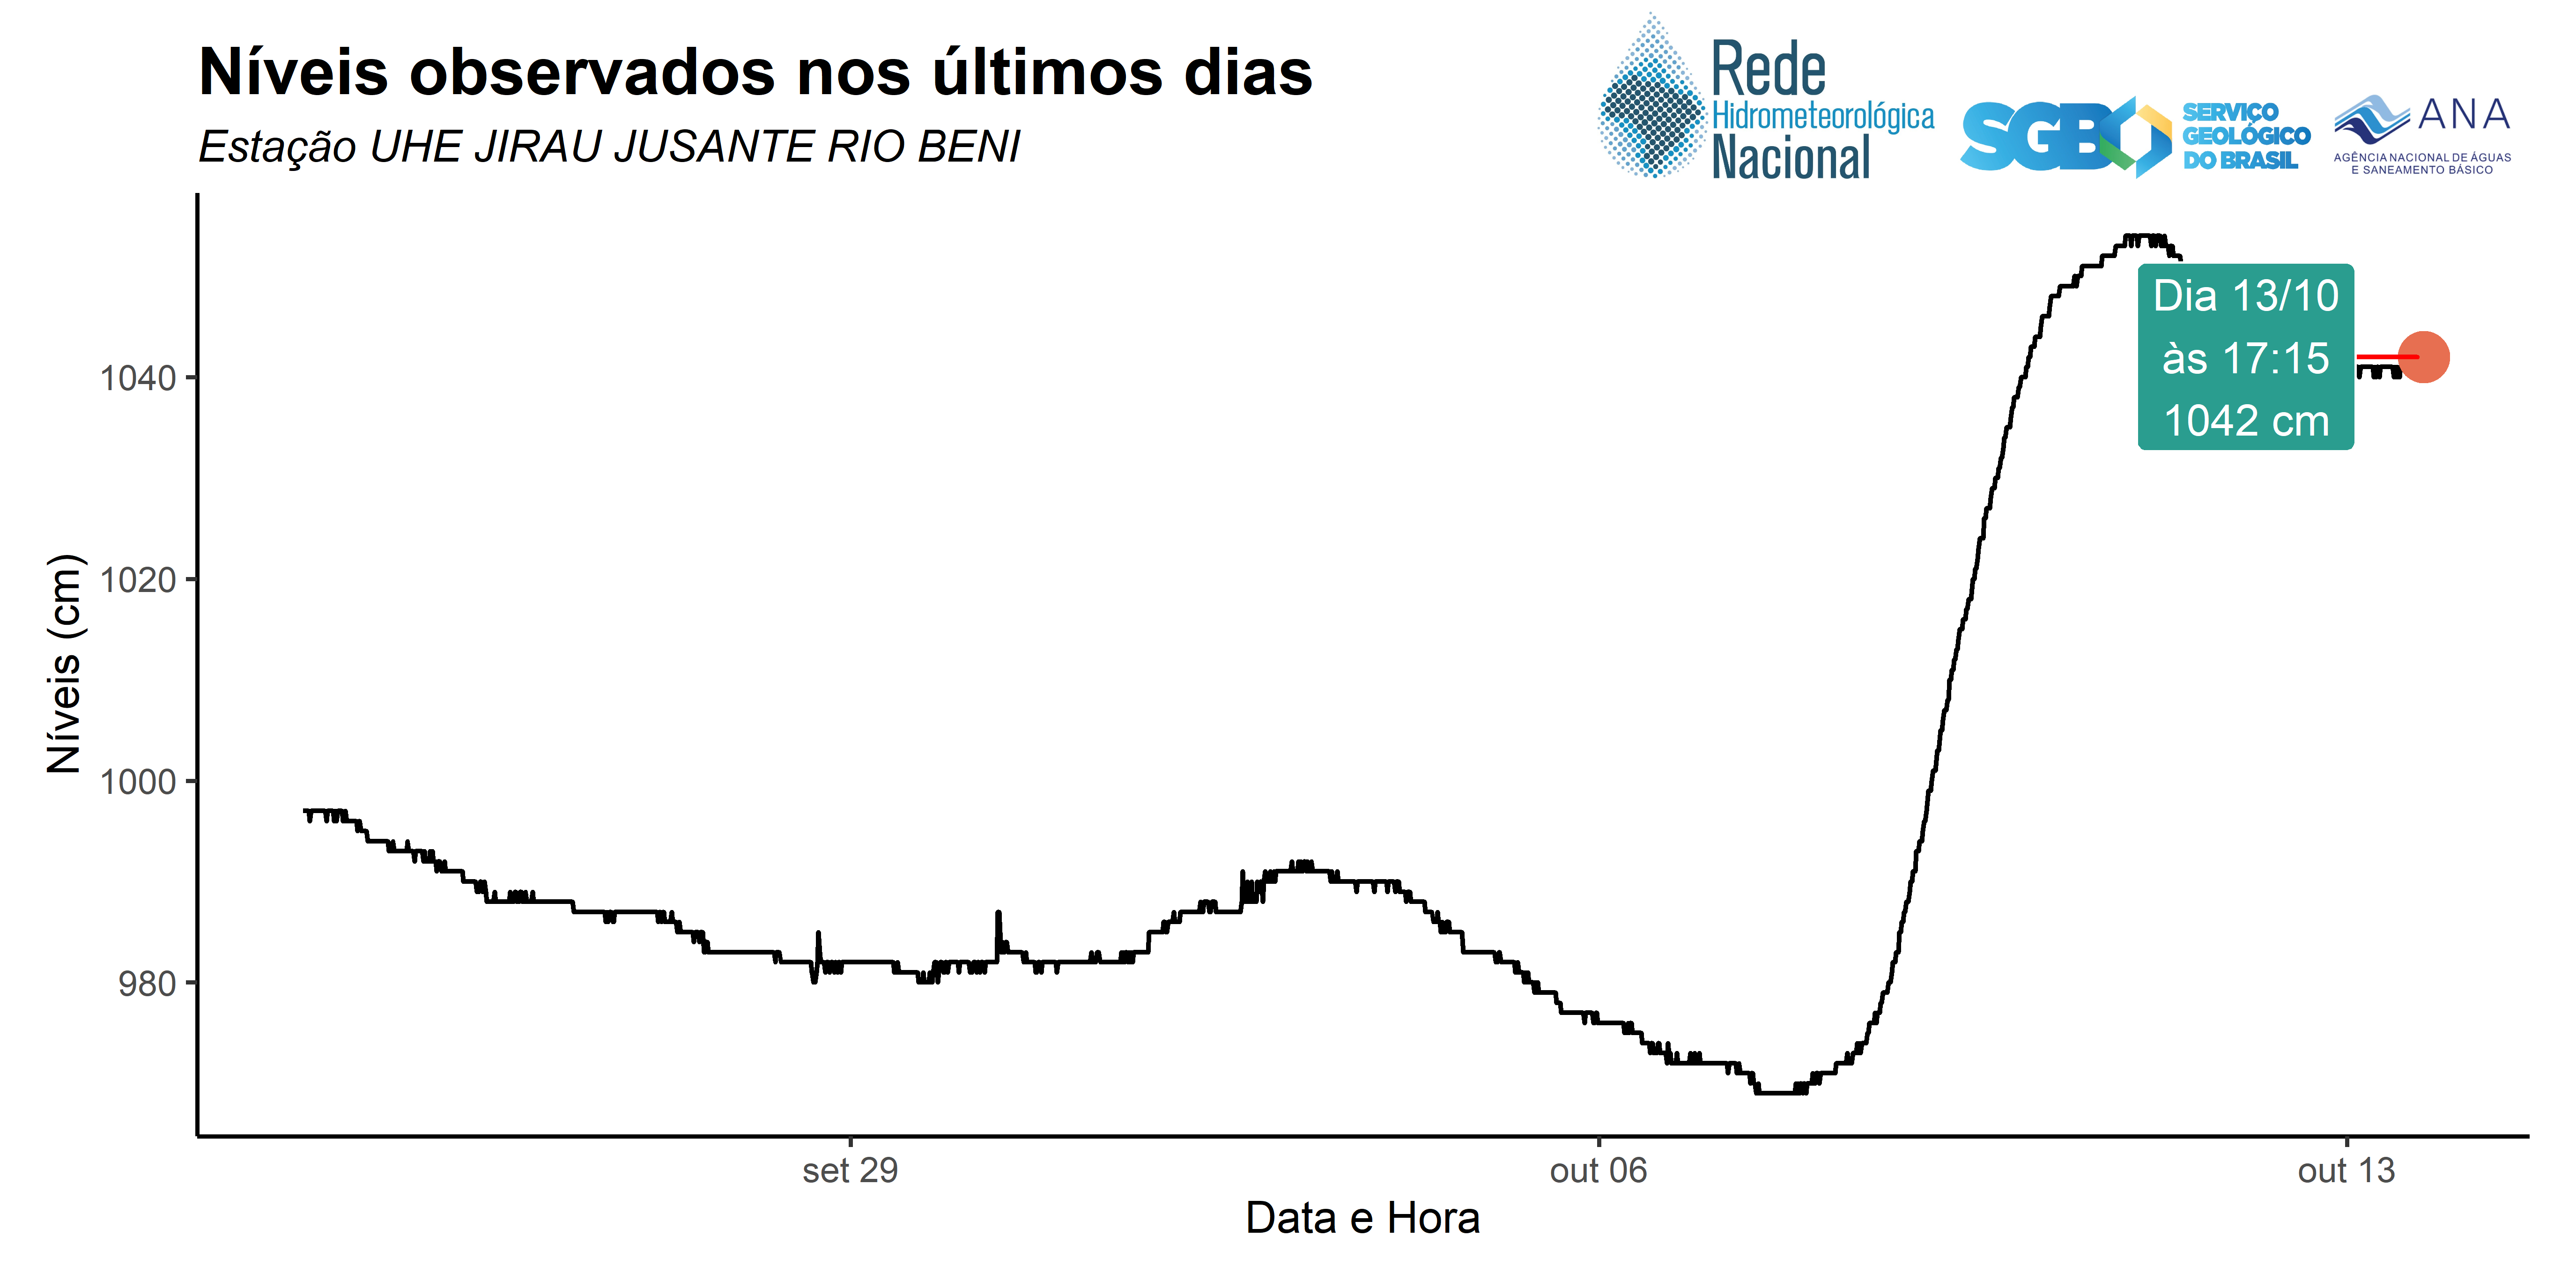 Níveis observados nos últimos dias
Estação UHE JIRAU JUSANTE RIO BENI
Rede
Hidrometeorológica
Nacional
SGB
SERVIÇO
GEOLÓGICO
DO BRASIL
ANA
AGÊNCIA NACIONAL DE ÁGUAS
E SANEAMENTO BÁSICO
Níveis (cm)
1040
1020
1000
980
Dia 13/10
às 17:15
1042 cm
set 29
out 06
out 13
Data e Hora